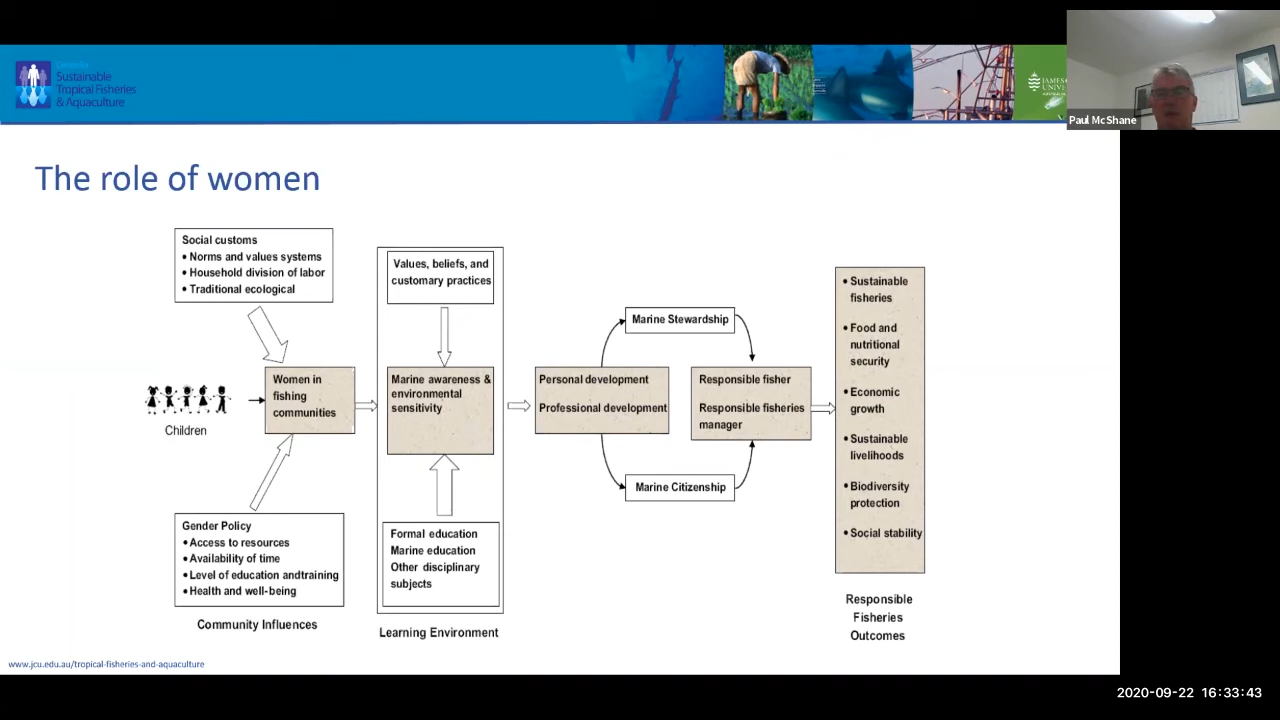 Centre for
Sustainable
Tropical Fisheries
& Aquaculture
Paul McShane
The role of women
Social customs
• Norms and values systems
• Household division of labor
• Traditional ecological
Children
Women in
fishing
communities
Gender Policy
• Access to resources
• Availability of time
• Level of education andtraining
• Health and well-being
Community Influences
Values, beliefs, and
customary practices
Marine awareness &
environmental
sensitivity
Formal education
Marine education
Other disciplinary
subjects
Learning Environment
Personal development
Professional development
Marine Stewardship
Marine Citizenship
Responsible fisher
Responsible fisheries
manager
• Sustainable
fisheries
• Food and
nutritional
security
• Economic
growth
• Sustainable
livelihoods
• Biodiversity
protection
• Social stability
Responsible
Fisheries
Outcomes
www.jcu.edu.au/tropical-fisheries-and-aquaculture
2020-09-22 16:33:43